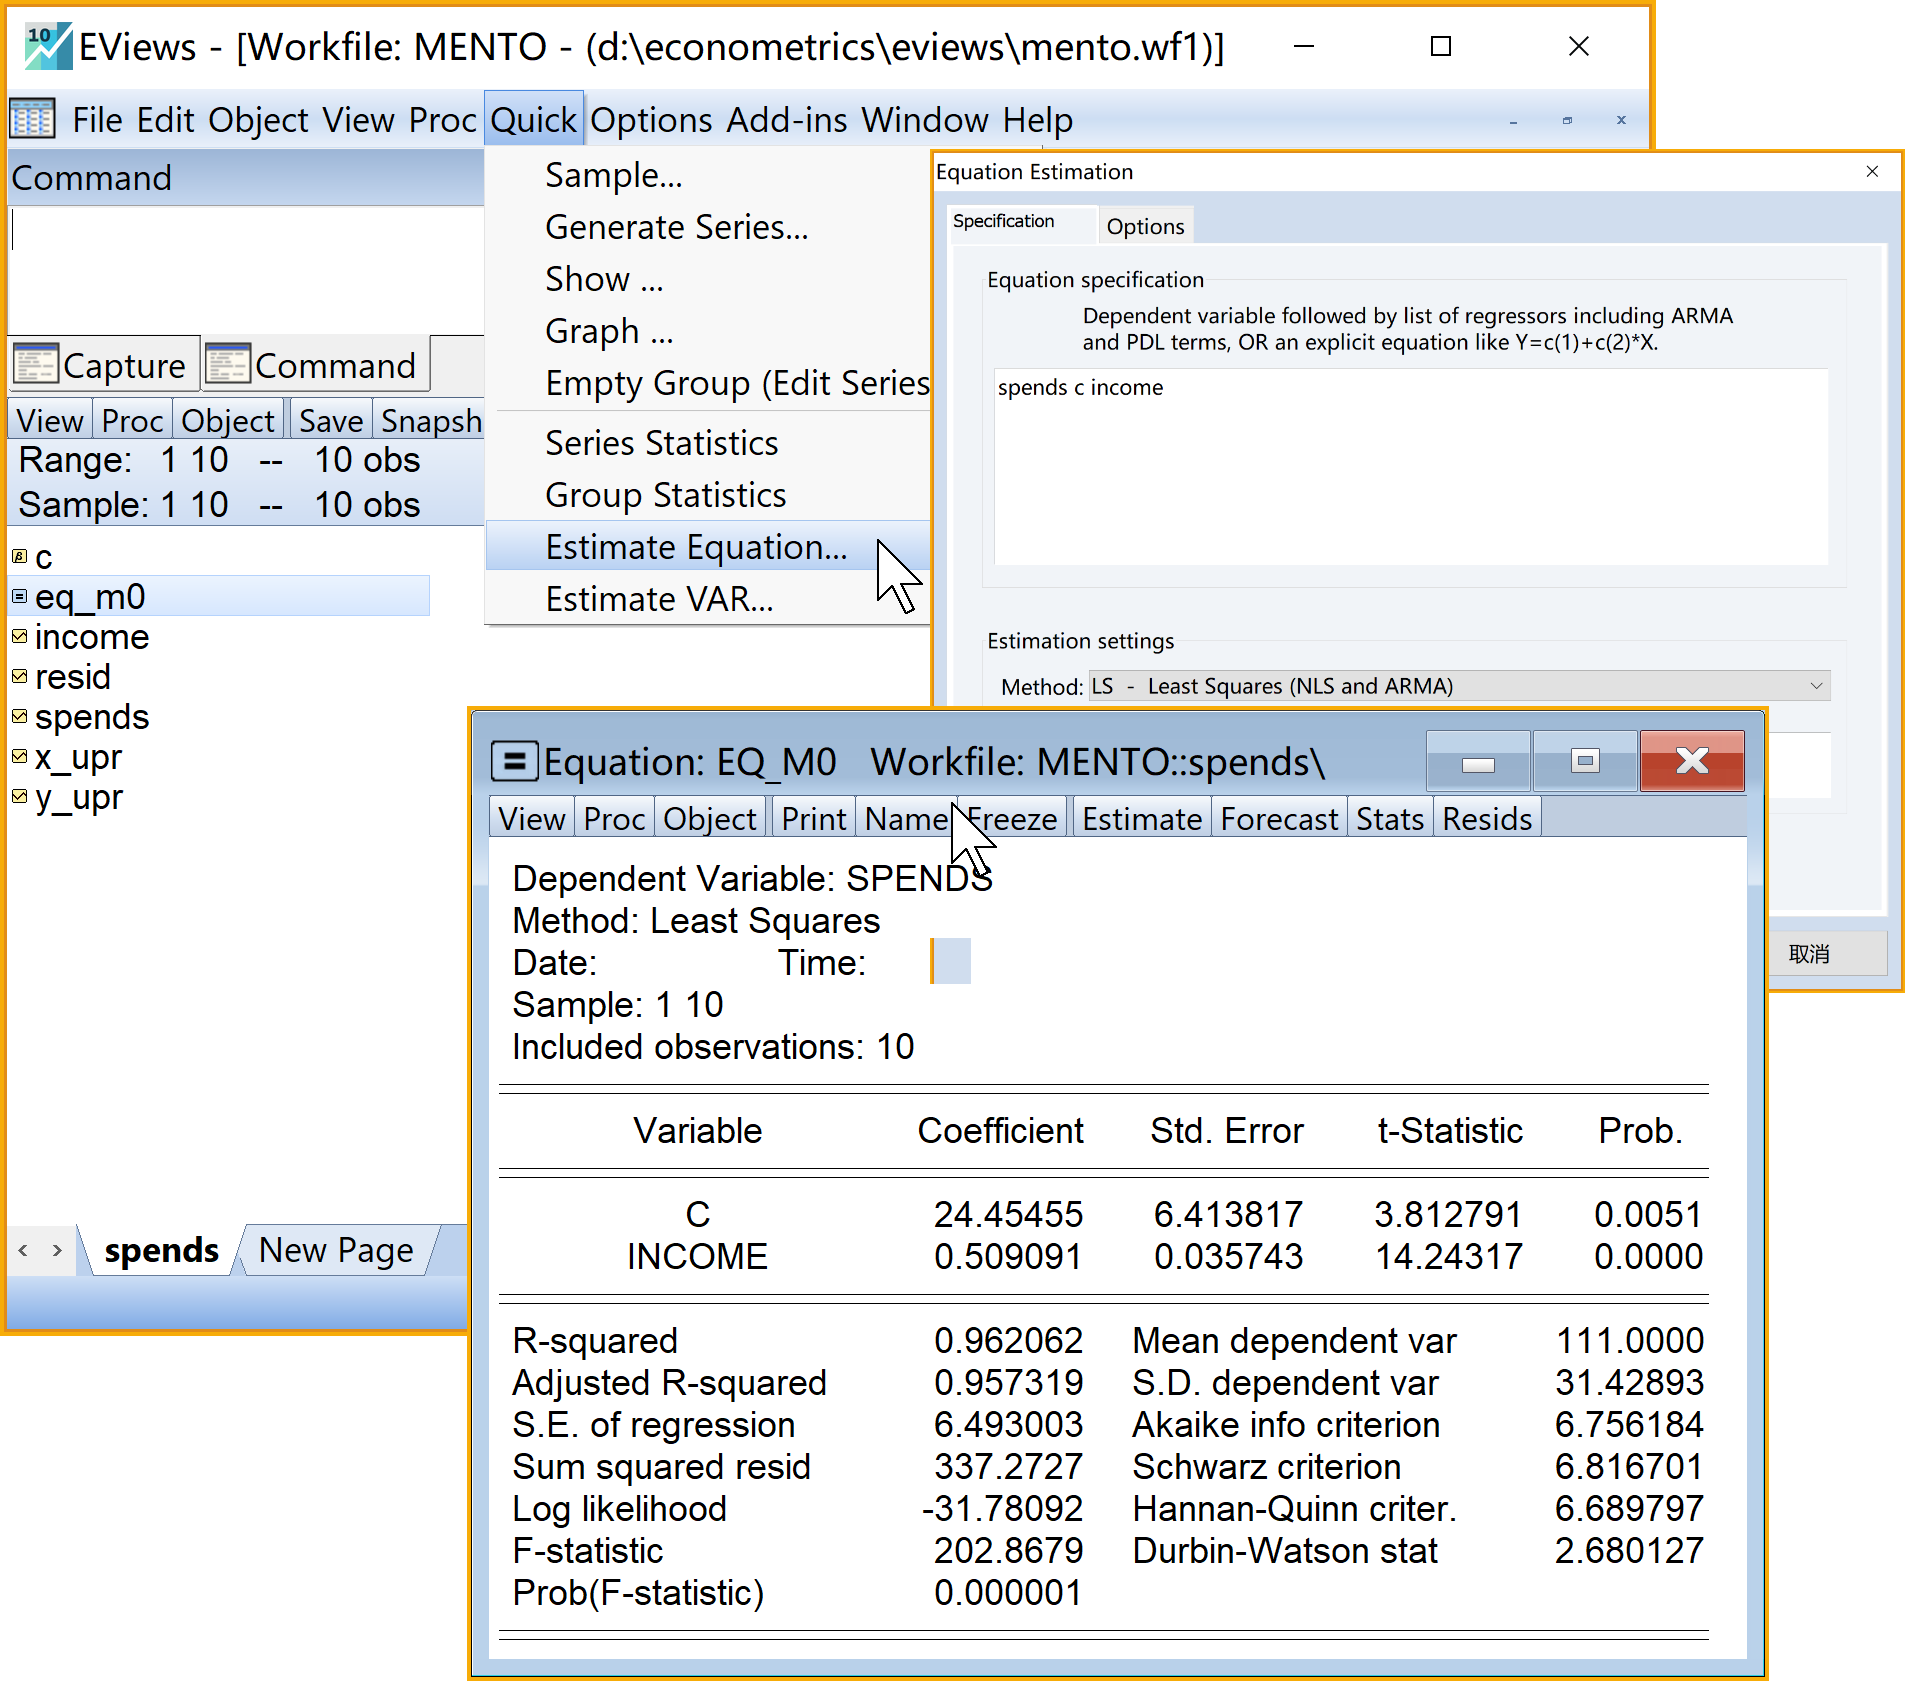 10 EViews - [Workfile: MENTO - (d:\econometrics\eviews\mento.wf1)]
File Edit Object View Proc Quick Options Add-ins Window Help
Command
Sample...
Generate Series...
Show ...
Graph ...
Empty Group (Edit Series
Series Statistics
Group Statistics
Estimate Equation...
Estimate VAR...
Capture Command
View Proc Object Save Snapsh
Range: 1 10 -- 10 obs
Sample: 1 10 -- 10 obs
c
eq_m0
income
resid
spends
x_upr
y_upr
spends New Page
Equation Estimation
Specification Options
Equation specification
Dependent variable followed by list of regressors including ARMA
and PDL terms, OR an explicit equation like Y=c(1)+c(2)*X.
spends c income
Estimation settings
Method: LS - Least Squares (NLS and ARMA)
取消
Equation: EQ_M0 Workfile: MENTO::spends\
View Proc Object Print Name Freeze Estimate Forecast Stats Resids
Dependent Variable: SPENDS
Method: Least Squares
Date: Time:
Sample: 1 10
Included observations: 10
Variable Coefficient Std. Error t-Statistic Prob.
C 24.45455 6.413817 3.812791 0.0051
INCOME 0.509091 0.035743 14.24317 0.0000
R-squared 0.962062 Mean dependent var 111.0000
Adjusted R-squared 0.957319 S.D. dependent var 31.42893
S.E. of regression 6.493003 Akaike info criterion 6.756184
Sum squared resid 337.2727 Schwarz criterion 6.816701
Log likelihood -31.78092 Hannan-Quinn criter. 6.689797
F-statistic 202.8679 Durbin-Watson stat 2.680127
Prob(F-statistic) 0.000001